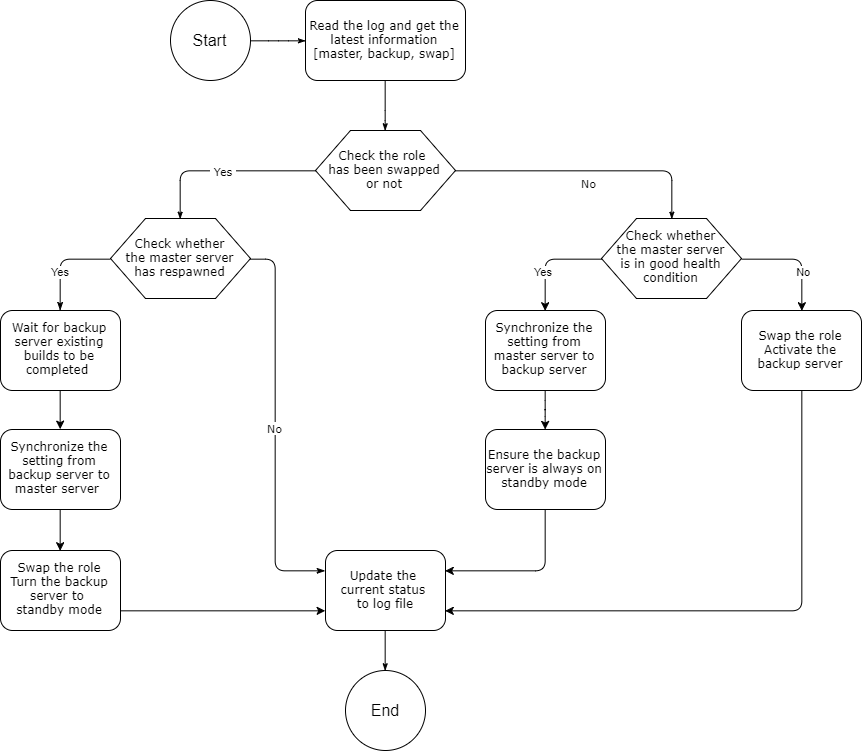 Start
Read the log and get the
latest information
[master, backup, swap]
Check the role
has been swapped
or not
Yes
No
Check whether
the master server
has respawned
Check whether
the master server
is in good health
condition
Yes
Yes
No
Wait for backup
server existing
builds to be
completed
Synchronize the
setting from
master server to
backup server
Swap the role
Activate the
backup server
No
Synchronize the
setting from
backup server to
master server
Ensure the backup
server is always on
standby mode
Swap the role
Turn the backup
server to
standby mode
Update the
current status
to log file
End